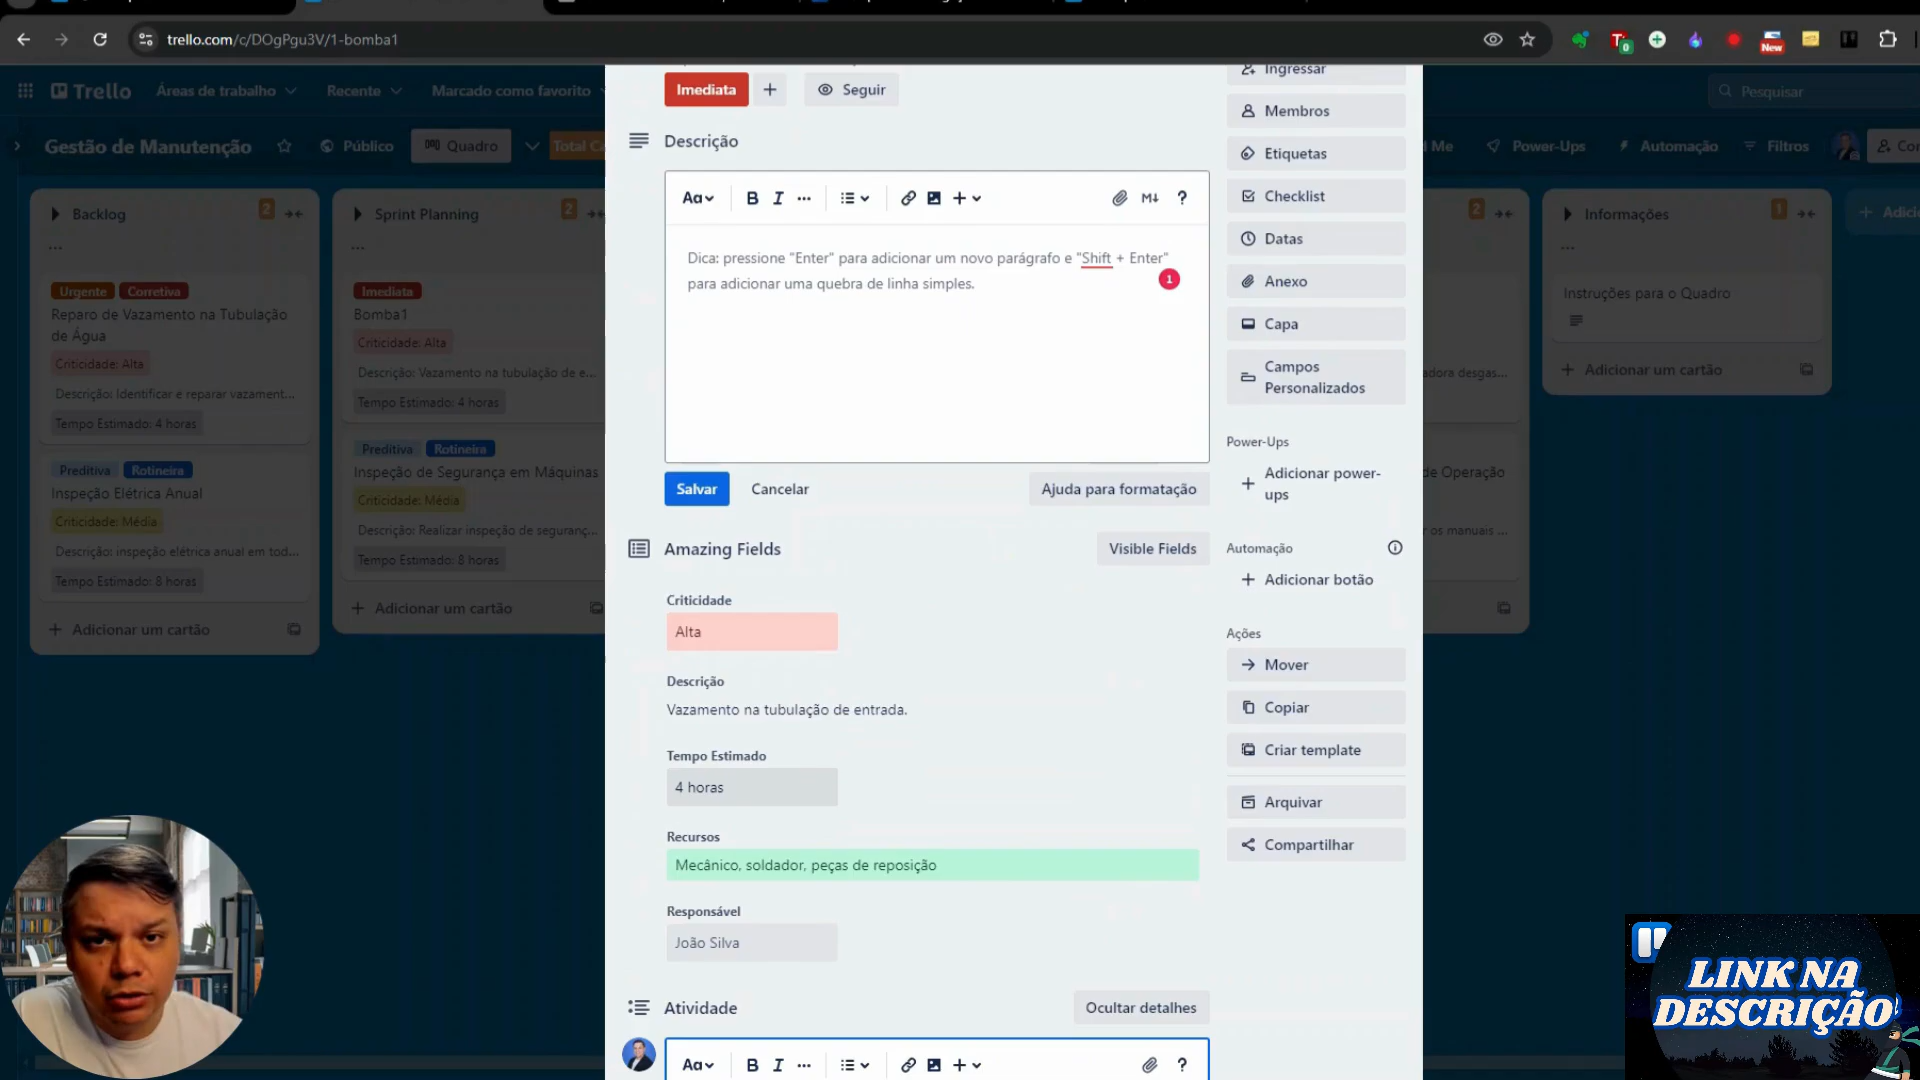 trello.com/c/DOgPgu3V/1-bomba1
New
Trello
Áreas de trabalho
Recente
Marcado como favorito
Pesquisar
Gestão de Manutenção
Público
Quadro
Total
Me
Power-Ups
Automação
Filtros
Backlog
2
...
Urgente
Corretiva
Reparo de Vazamento na Tubulação
de Água
Criticidade: Alta
Descrição: Identificar e reparar vazament...
Tempo Estimado: 4 horas
Preditiva
Rotineira
Inspeção Elétrica Anual
Criticidade: Média
Descrição: inspeção elétrica anual em tod...
Tempo Estimado: 8 horas
+ Adicionar um cartão
Sprint Planning
2
...
Imediata
Bomba1
Criticidade: Alta
Descrição: Vazamento na tubulação de e...
Tempo Estimado: 4 horas
Preditiva
Rotineira
Inspeção de Segurança em Máquinas
Criticidade: Média
Descrição: Realizar inspeção de seguranç...
Tempo Estimado: 8 horas
+ Adicionar um cartão
Imediata
+
Seguir
Descrição
Aa
B
I
...
M↓
?
Dica: pressione "Enter" para adicionar um novo parágrafo e "Shift + Enter"
para adicionar uma quebra de linha simples.
1
Salvar
Cancelar
Ajuda para formatação
Amazing Fields
Visible Fields
Criticidade
Alta
Descrição
Vazamento na tubulação de entrada.
Tempo Estimado
4 horas
Recursos
Mecânico, soldador, peças de reposição
Responsável
João Silva
Atividade
Ocultar detalhes
Aa
B
I
...
?
Ingressar
Membros
Etiquetas
Checklist
Datas
Anexo
Capa
Campos
Personalizados
Power-Ups
+ Adicionar power-
ups
Automação
+ Adicionar botão
Ações
Mover
Copiar
Criar template
Arquivar
Compartilhar
2
de Operação
Informações
1
...
Instruções para o Quadro
+ Adicionar um cartão
LINK NA
DESCRIÇÃO